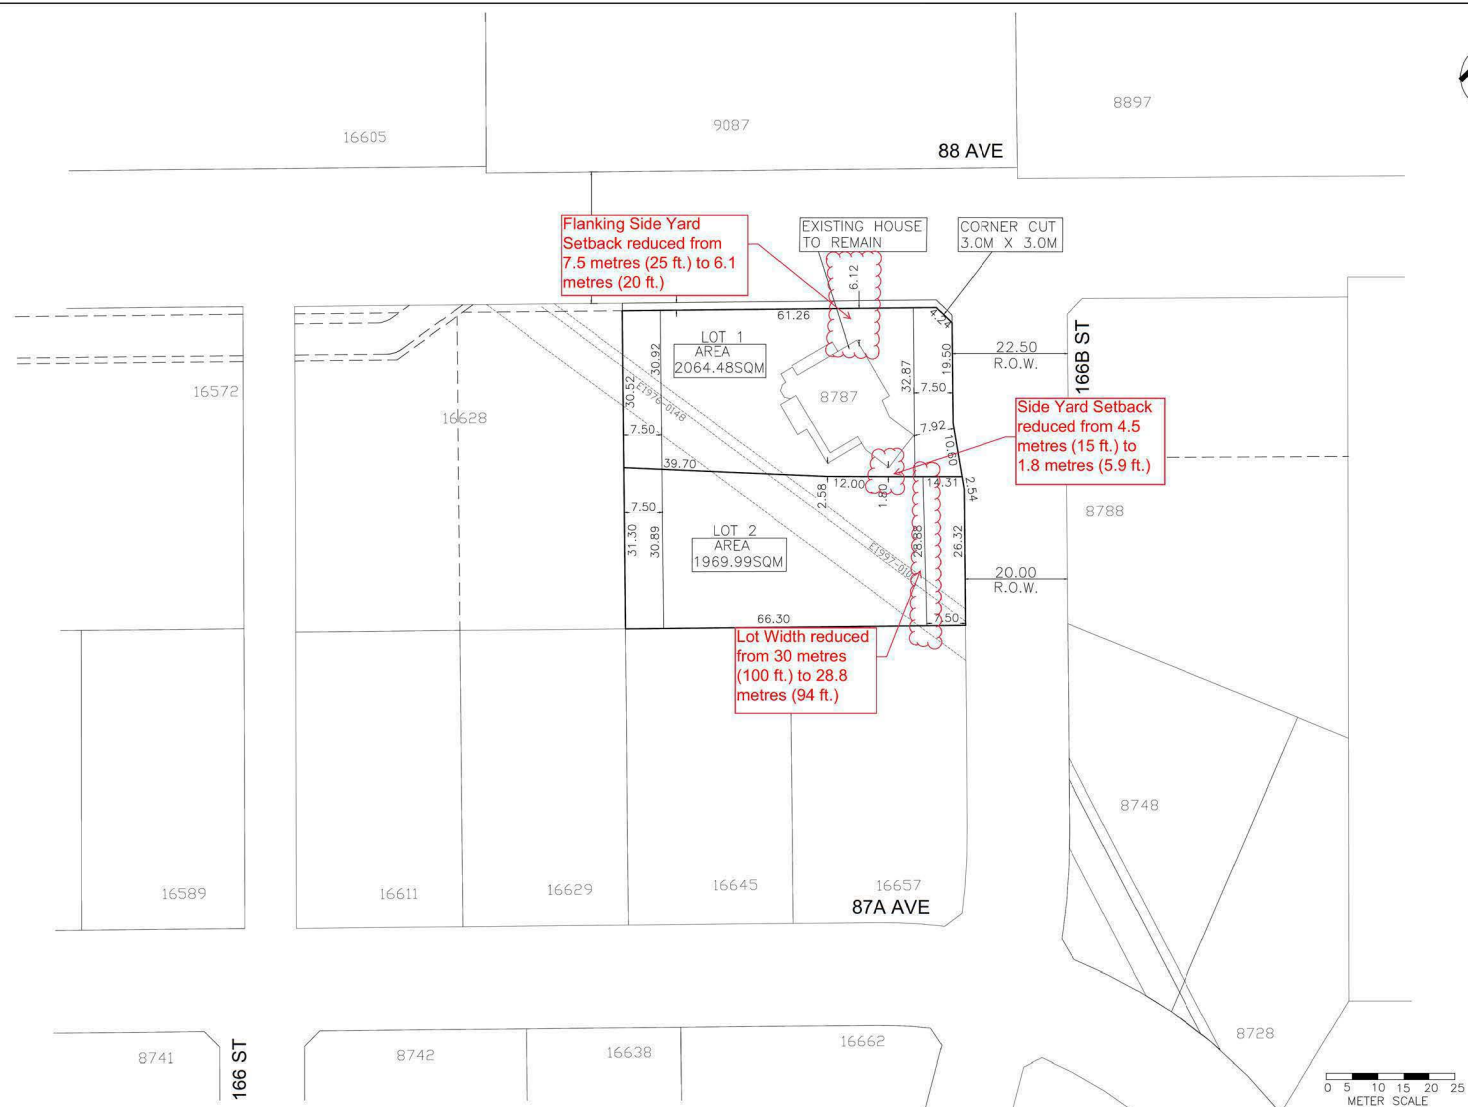 8897
9087
16605
88 AVE
Flanking Side Yard
Setback reduced from
7.5 metres (25 ft.) to 6.1
metres (20 ft.)
EXISTING HOUSE
TO REMAIN
CORNER CUT
3.0M X 3.0M
6.12
61.26
4.24
LOT 1
AREA
2064.48SQM
30.92
30.52
E1976-0148
32.87
19.50
22.50
R.O.W.
166B ST
16572
16628
8787
7.50
7.92
10.60
7.50
39.70
Side Yard Setback
reduced from 4.5
metres (15 ft.) to
1.8 metres (5.9 ft.)
2.58
12.00
1.80
14.31
2.54
7.50
8788
LOT 2
AREA
1969.99SQM
31.30
30.89
28.88
26.32
20.00
R.O.W.
66.30
7.50
Lot Width reduced
from 30 metres
(100 ft.) to 28.8
metres (94 ft.)
8748
16589
16611
16629
16645
16657
87A AVE
8728
8741
166 ST
8742
16638
16662
0 5 10 15 20 25
METER SCALE